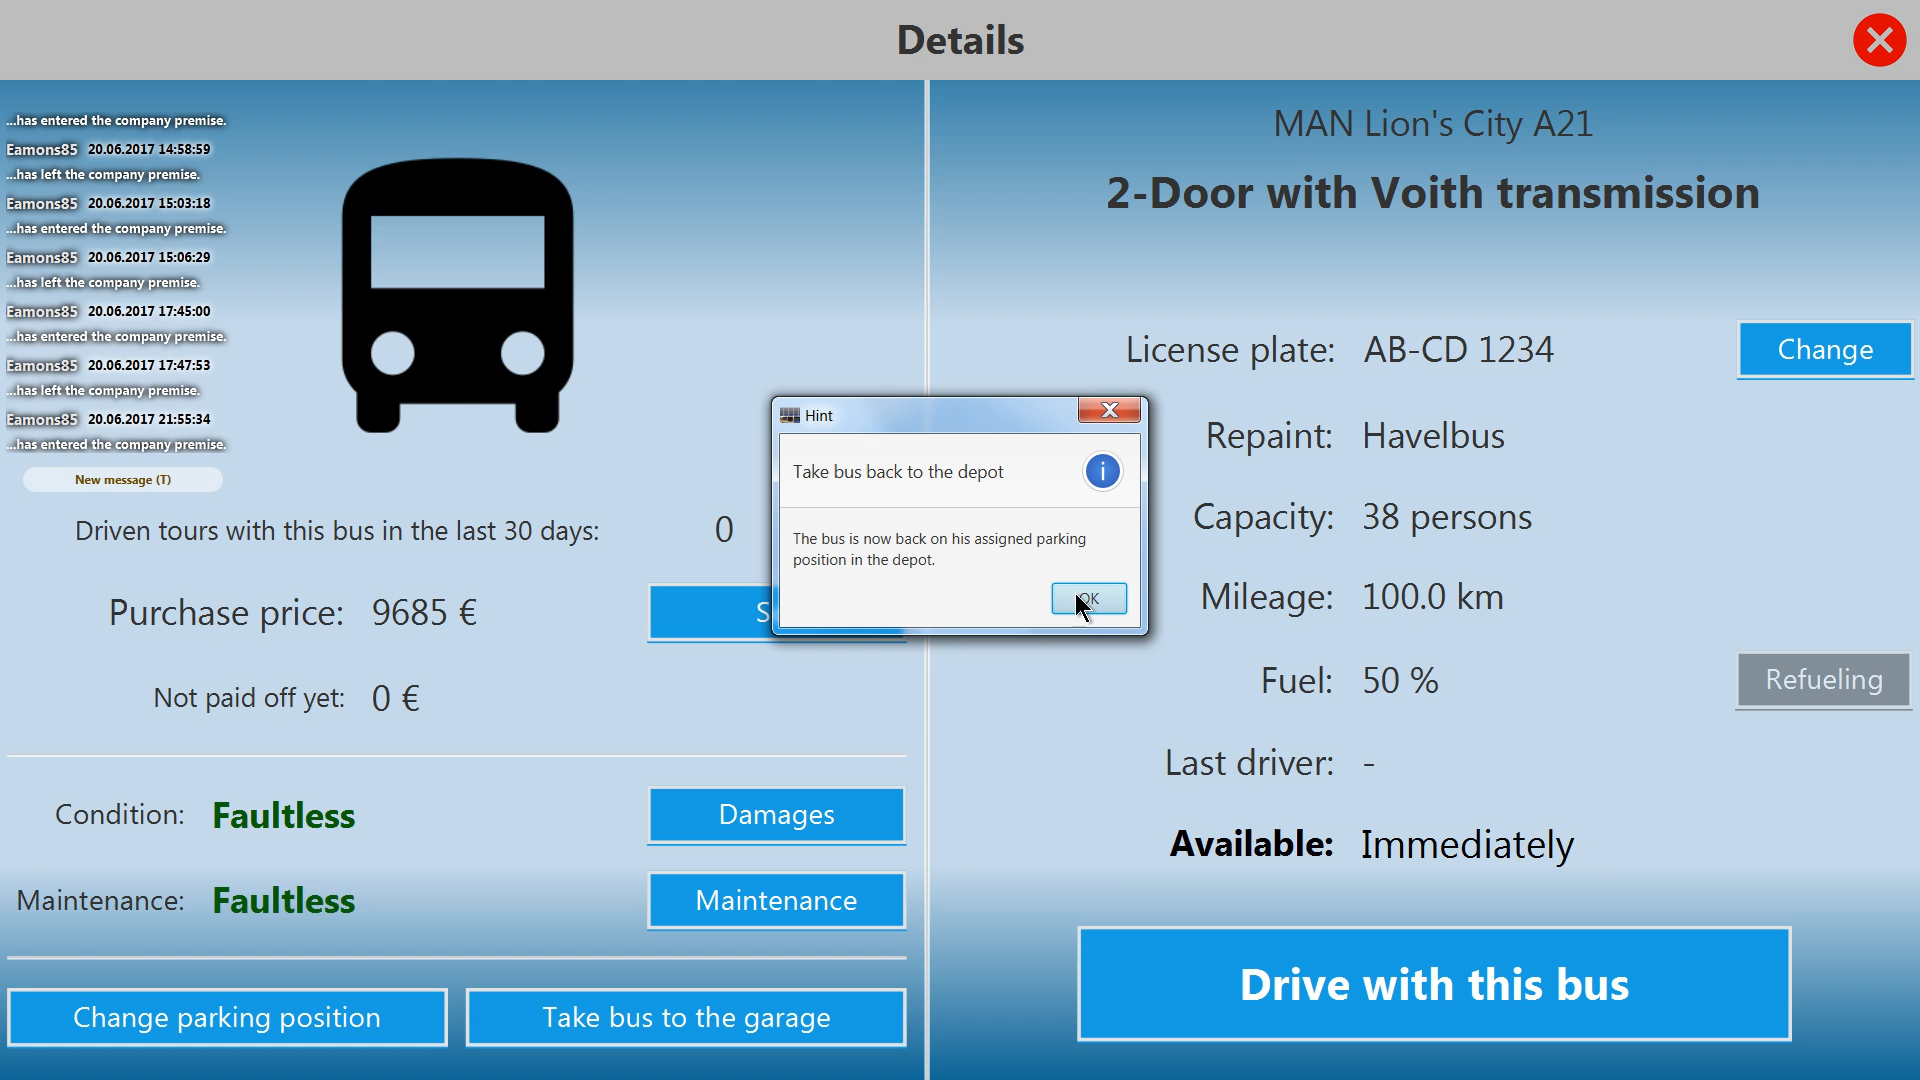 Details
...has entered the company premise.
Eamons85 20.06.2017 14:58:59
...has left the company premise.
Eamons85 20.06.2017 15:03:18
...has entered the company premise.
Eamons85 20.06.2017 15:06:29
...has left the company premise.
Eamons85 20.06.2017 17:45:00
...has entered the company premise.
Eamons85 20.06.2017 17:47:53
...has left the company premise.
Eamons85 20.06.2017 21:55:34
...has entered the company premise.
New message (T)
Driven tours with this bus in the last 30 days: 0
Purchase price: 9685 €
S
Not paid off yet: 0 €
Condition: Faultless
Damages
Maintenance: Faultless
Maintenance
Change parking position
Take bus to the garage
Hint
Take bus back to the depot
i
The bus is now back on his assigned parking
position in the depot.
OK
MAN Lion's City A21
2-Door with Voith transmission
License plate: AB-CD 1234
Change
Repaint: Havelbus
Capacity: 38 persons
Mileage: 100.0 km
Fuel: 50 %
Refueling
Last driver: -
Available: Immediately
Drive with this bus